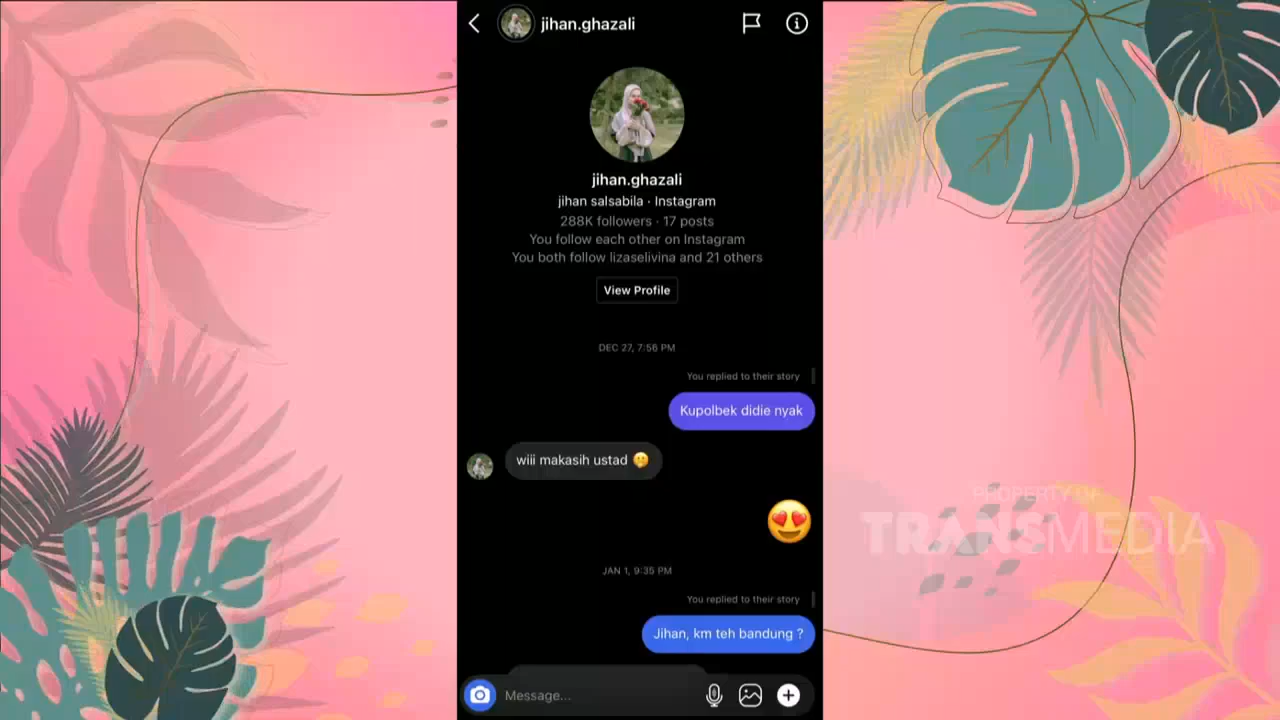 jihan.ghazali
jihan.ghazali
jihan salsabila · Instagram
288K followers · 17 posts
You follow each other on Instagram
You both follow lizaselivina and 21 others
View Profile
DEC 27, 7:56 PM
You replied to their story
Kupolbek didie nyak
wiii makasih ustad 🤭
😍
JAN 1, 9:35 PM
You replied to their story
Jihan, km teh bandung ?
Message...
PROPERTY OF
TRANSMEDIA